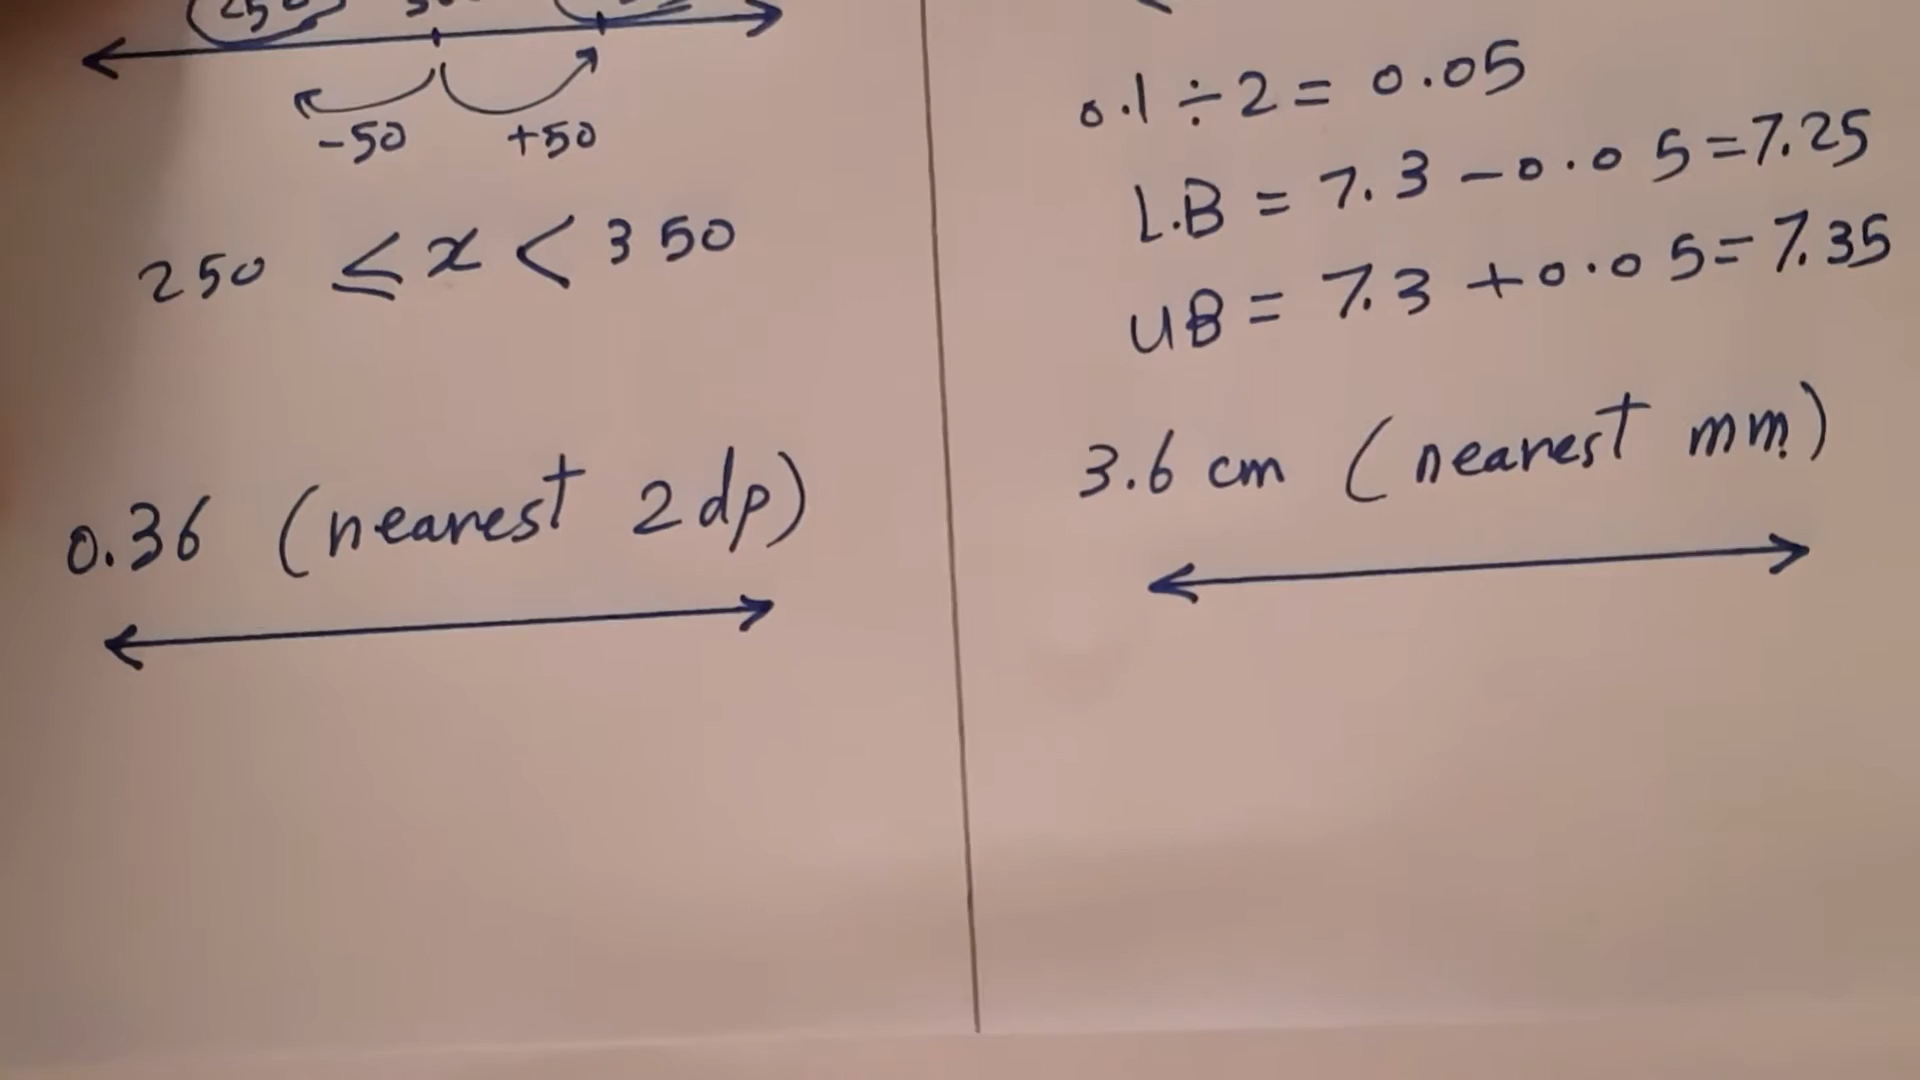 250
-50 +50
250 ≤ x < 350
0.36 (nearest 2dp)
0.1 ÷ 2 = 0.05
L.B = 7.3 - 0.05 = 7.25
UB = 7.3 + 0.05 = 7.35
3.6 cm (nearest mm)